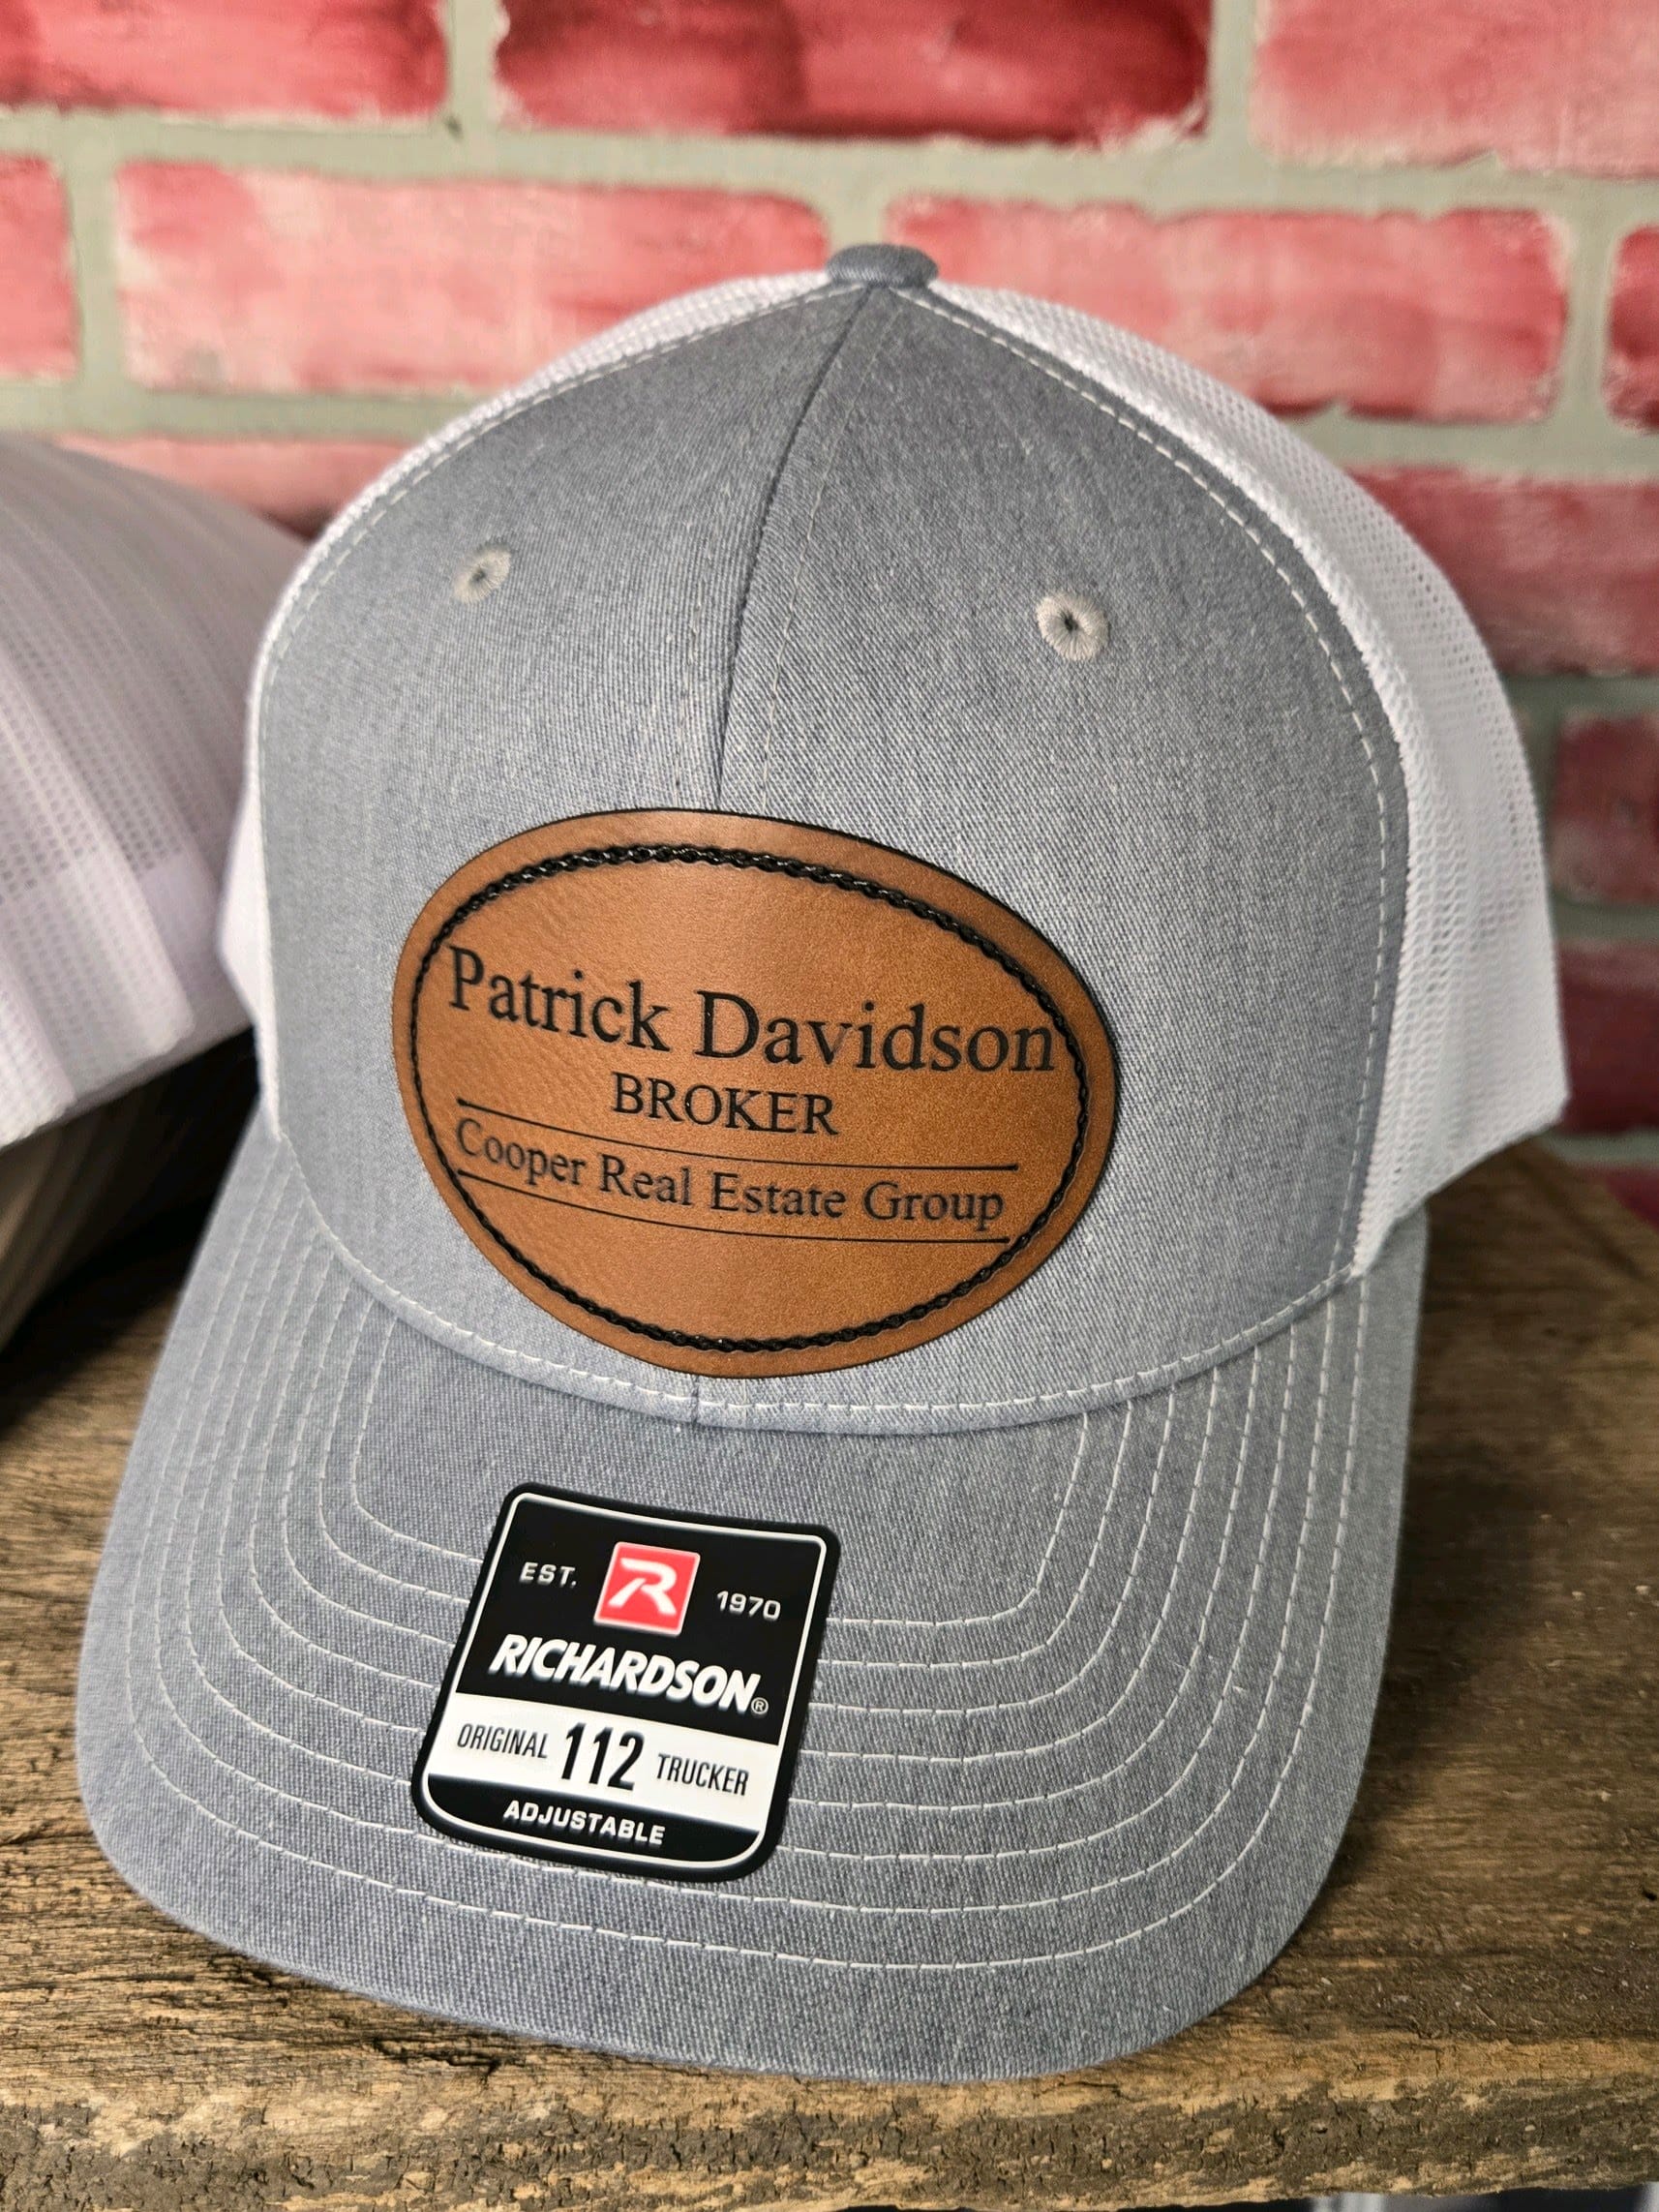 Patrick Davidson
BROKER
Cooper Real Estate Group
EST. R 1970
RICHARDSON®
ORIGINAL 112 TRUCKER
ADJUSTABLE